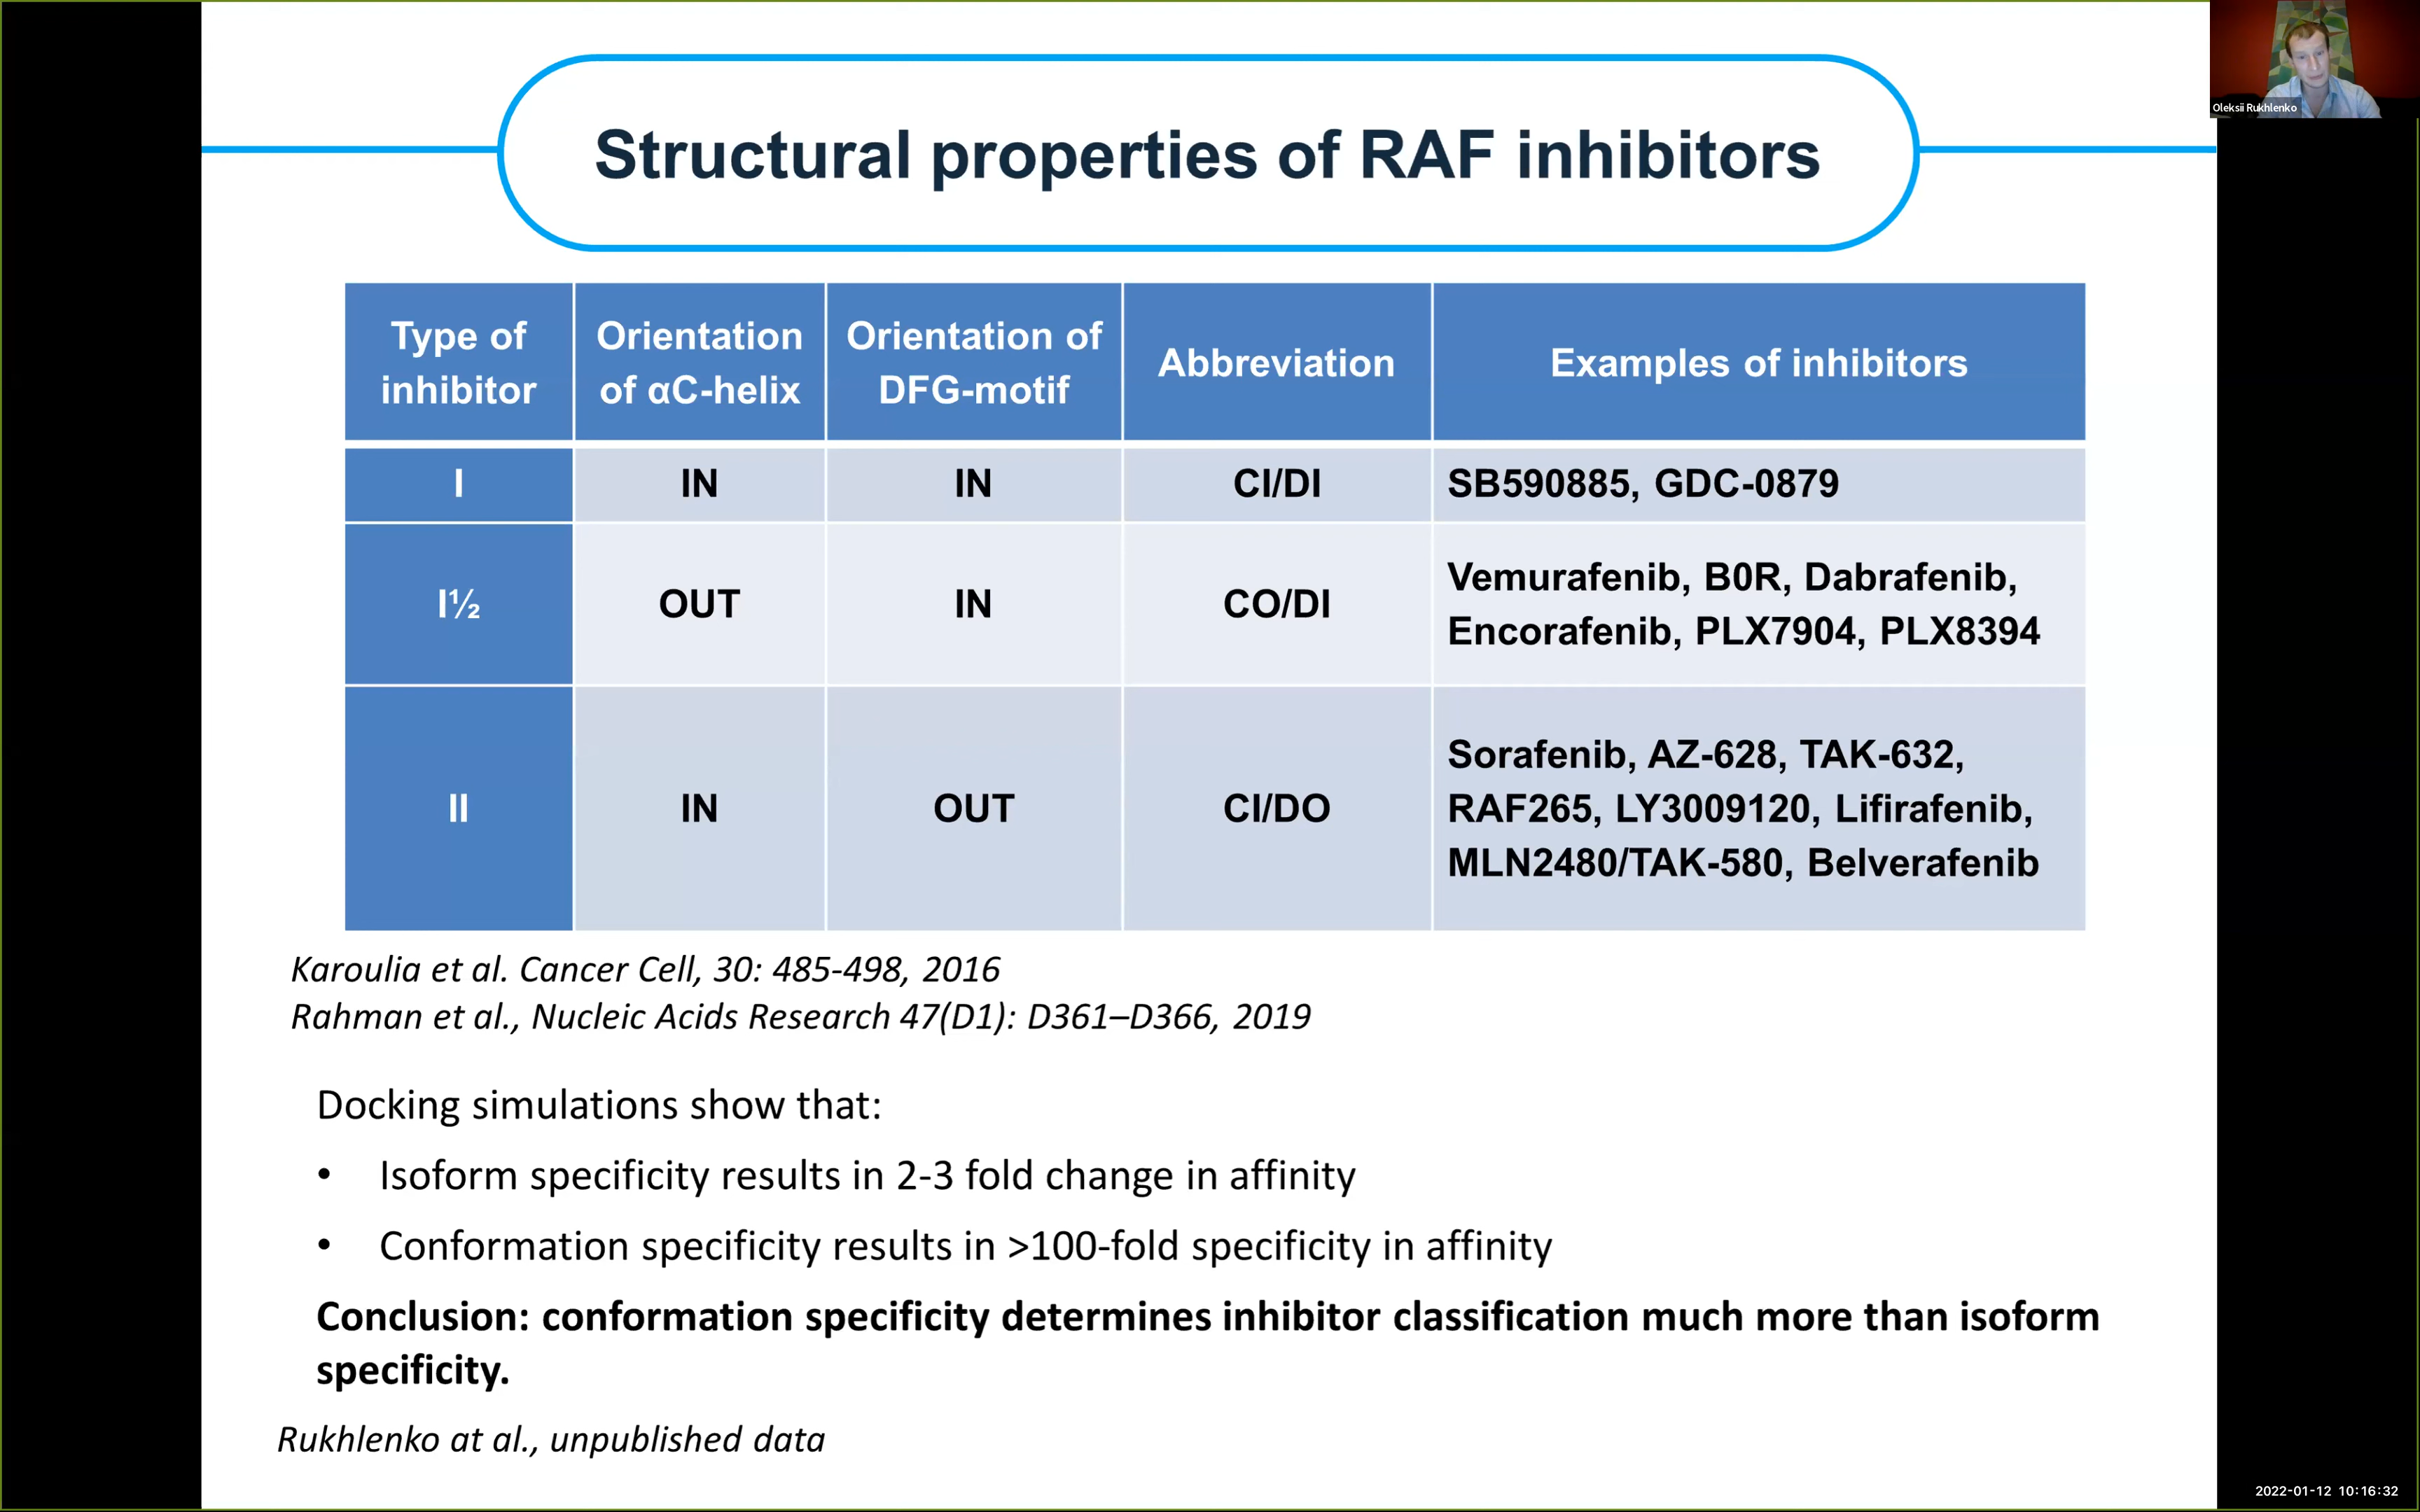 Oleksii Rukhlenko
Structural properties of RAF inhibitors
Type of inhibitor
Orientation of αC-helix
Orientation of DFG-motif
Abbreviation
Examples of inhibitors
I
IN
IN
CI/DI
SB590885, GDC-0879
I½
OUT
IN
CO/DI
Vemurafenib, B0R, Dabrafenib,
Encorafenib, PLX7904, PLX8394
II
IN
OUT
CI/DO
Sorafenib, AZ-628, TAK-632,
RAF265, LY3009120, Lifirafenib,
MLN2480/TAK-580, Belverafenib
Karoulia et al. Cancer Cell, 30: 485-498, 2016
Rahman et al., Nucleic Acids Research 47(D1): D361–D366, 2019
Docking simulations show that:
• Isoform specificity results in 2-3 fold change in affinity
• Conformation specificity results in >100-fold specificity in affinity
Conclusion: conformation specificity determines inhibitor classification much more than isoform
specificity.
Rukhlenko at al., unpublished data
2022-01-12 10:16:32